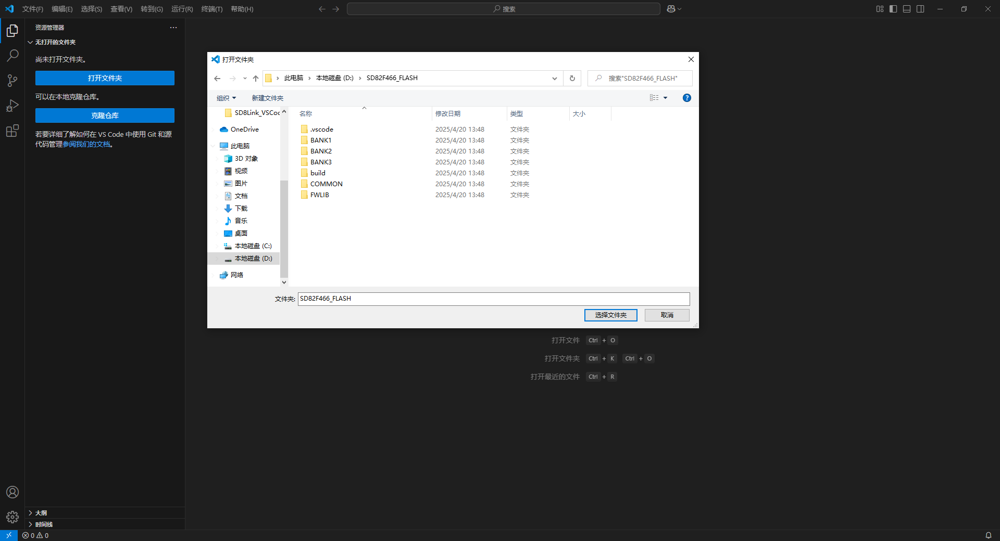 文件(F) 编辑(E) 选择(S) 查看(V) 转到(G) 运行(R) 终端(T) 帮助(H) 搜索
资源管理器
无打开的文件夹
尚未打开文件夹。
打开文件夹
可以在本地克隆仓库。
克隆仓库
若要详细了解如何在 VS Code 中使用 Git 和源
代码管理参阅我们的文档。
打开文件夹
此电脑 本地磁盘 (D:) SD82F466_FLASH 搜索"SD82F466_FLASH"
组织 新建文件夹
SD8Link_VSCod
OneDrive
此电脑
3D 对象
视频
图片
文档
下载
音乐
桌面
本地磁盘 (C:)
本地磁盘 (D:)
网络
名称 修改日期 类型 大小
.vscode 2025/4/20 13:48 文件夹
BANK1 2025/4/20 13:48 文件夹
BANK2 2025/4/20 13:48 文件夹
BANK3 2025/4/20 13:48 文件夹
build 2025/4/20 13:48 文件夹
COMMON 2025/4/20 13:48 文件夹
FWLIB 2025/4/20 13:48 文件夹
文件夹: SD82F466_FLASH
选择文件夹 取消
打开文件 Ctrl + O
打开文件夹 Ctrl + K Ctrl + O
打开最近的文件 Ctrl + R
大纲
时间线
0 0